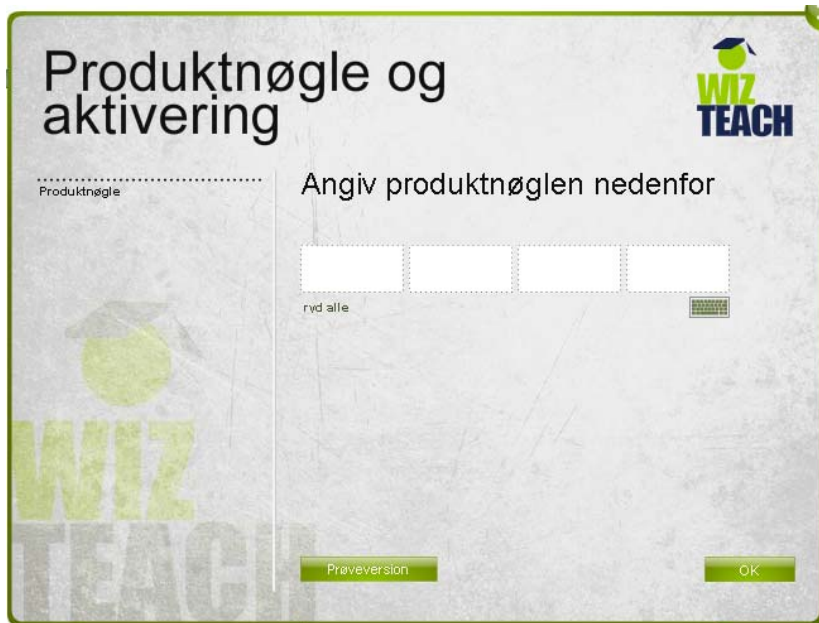 Produktnøgle og
aktivering
WIZ
TEACH
Produktnøgle
Angiv produktnøglen nedenfor
ryd alle
WIZ
TEACH
Prøveversion
OK